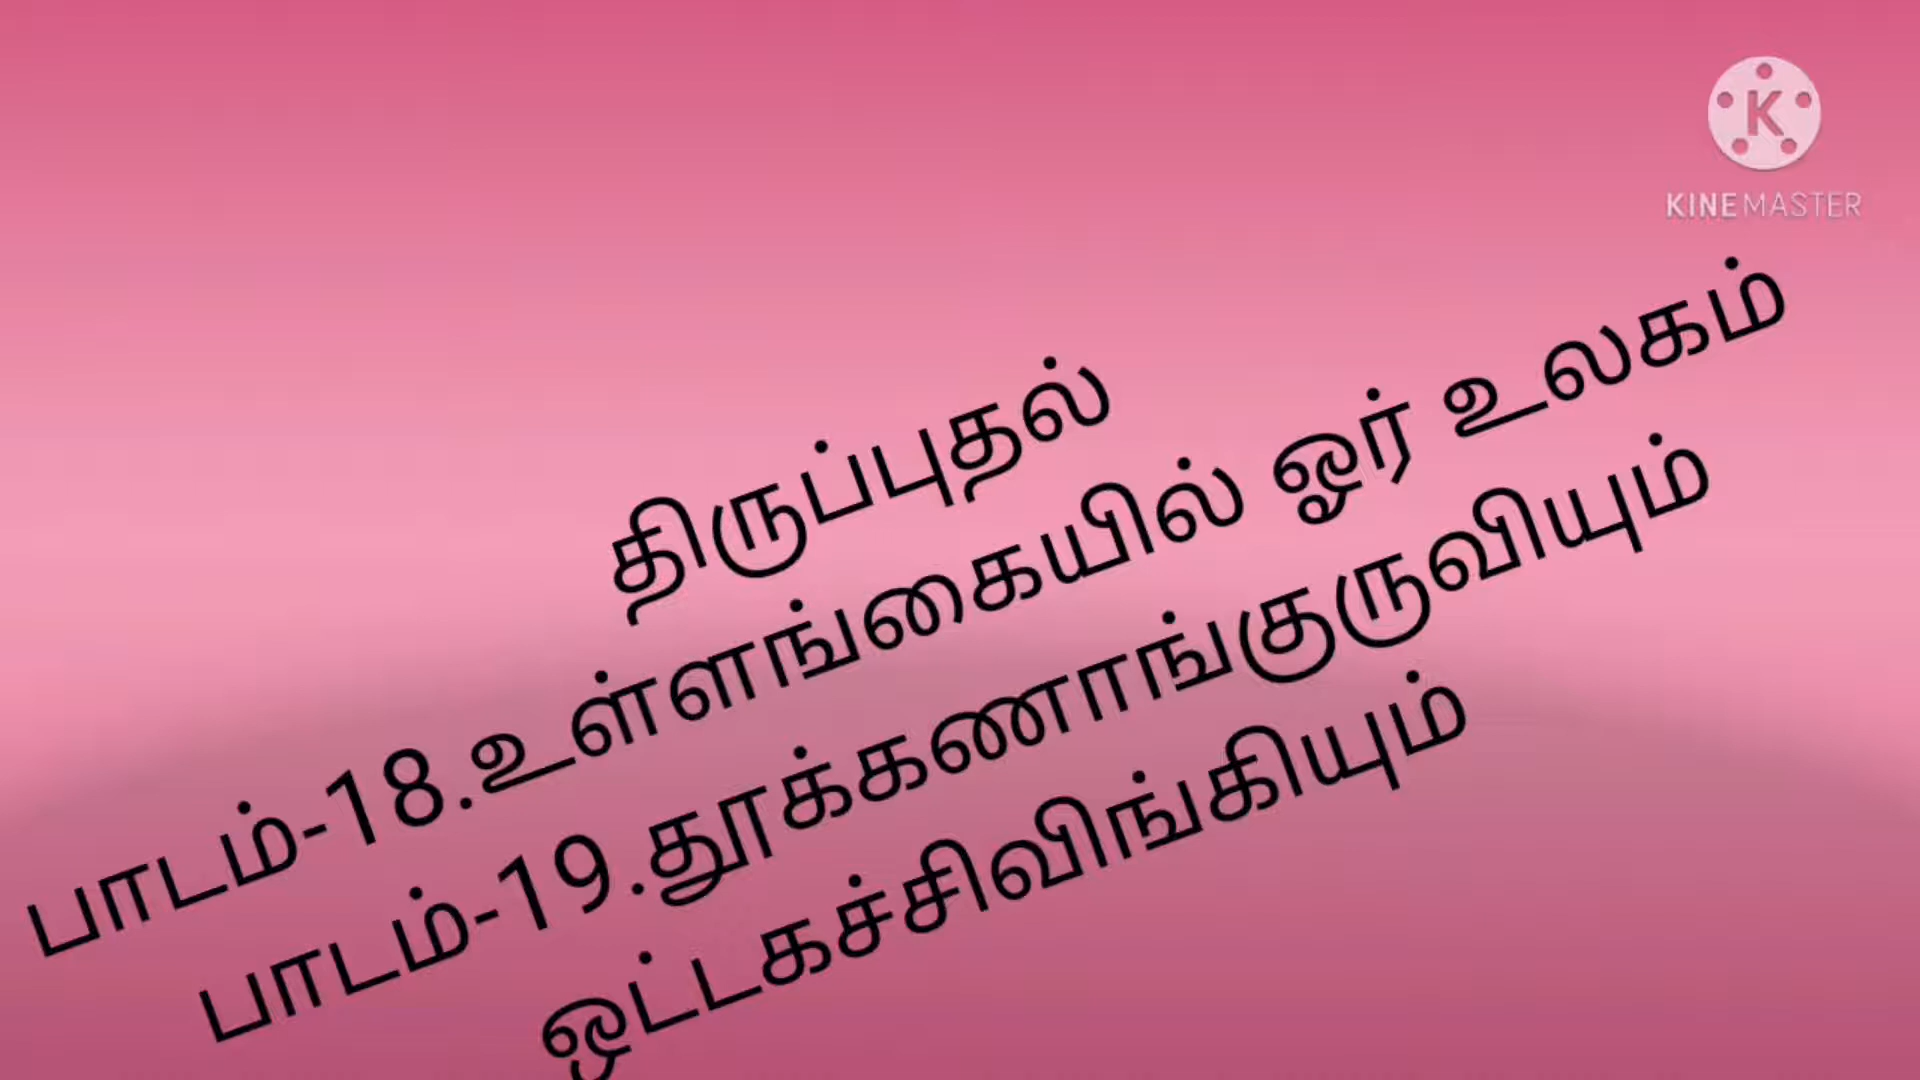 KINEMASTER
திருப்புதல்
பாடம்-18.உள்ளங்கையில் ஓர் உலகம்
பாடம்-19.தூக்கணாங்குருவியும்
ஒட்டகச்சிவிங்கியும்